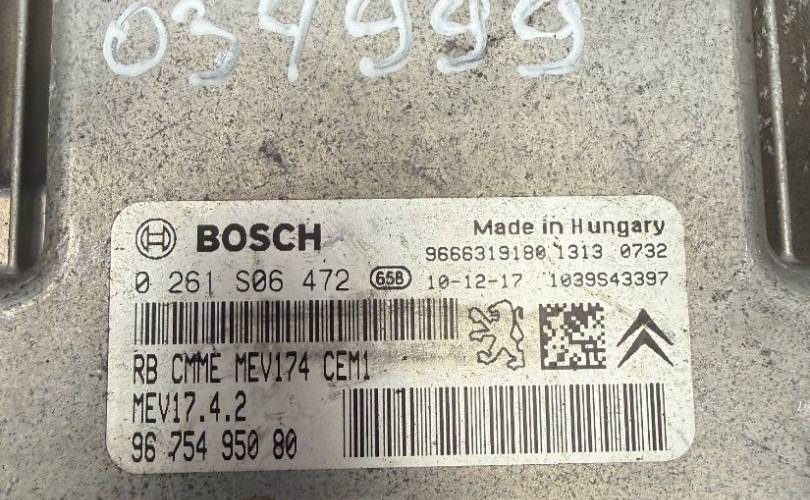 034999
BOSCH
Made in Hungary
9666319180 1313 0732
0 261 S06 472 65B 10-12-17 1039S43397
RB CMME MEV174 CEM1
MEV17.4.2
96 754 950 80